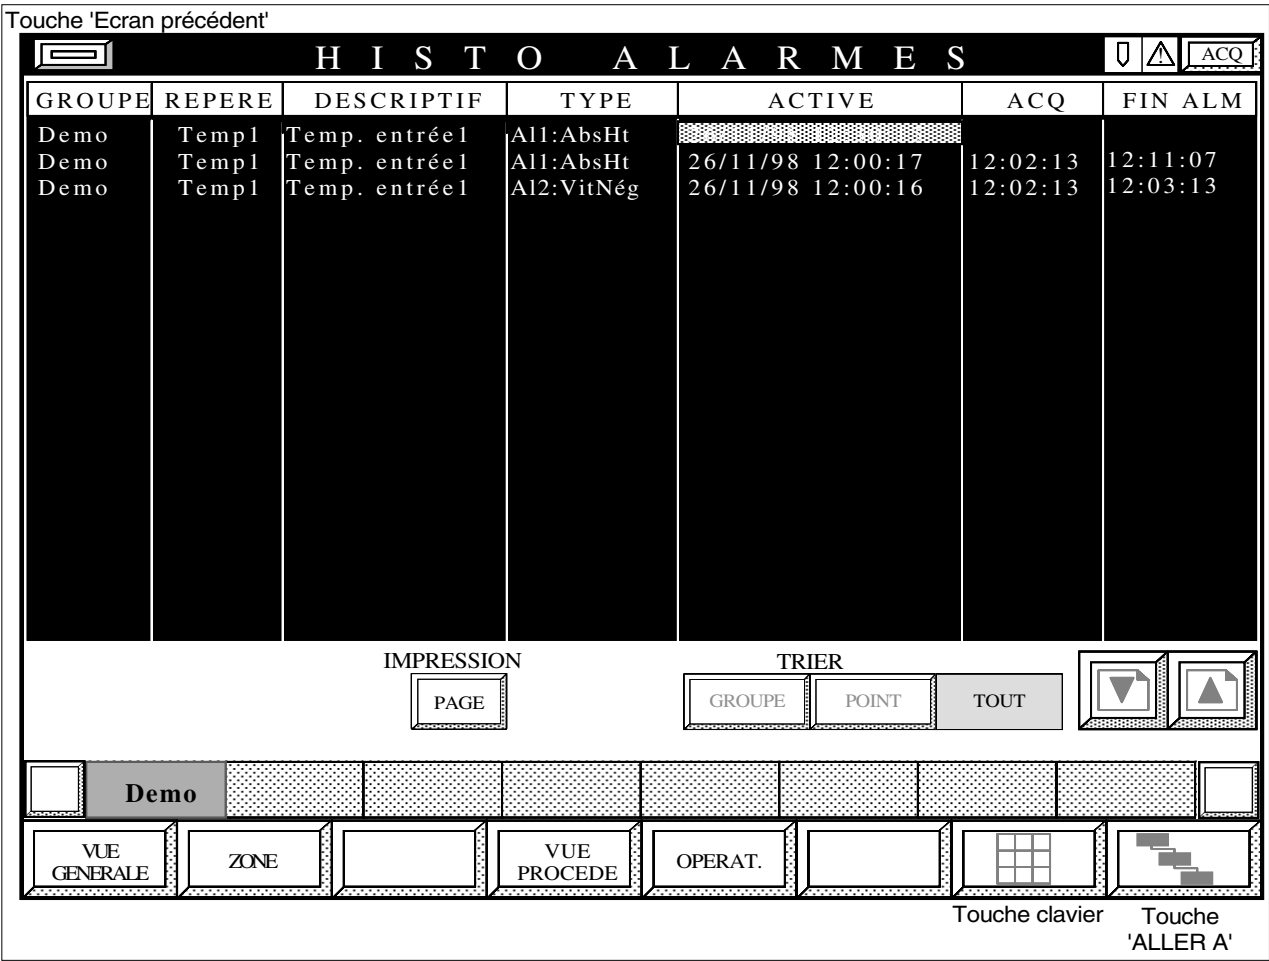 Touche 'Ecran précédent'
HISTO ALARMES
ACQ
GROUPE REPERE DESCRIPTIF TYPE ACTIVE ACQ FIN ALM
Demo Temp1 Temp. entrée1 Al1:AbsHt
Demo Temp1 Temp. entrée1 Al1:AbsHt 26/11/98 12:00:17 12:02:13 12:11:07
Demo Temp1 Temp. entrée1 Al2:VitNég 26/11/98 12:00:16 12:02:13 12:03:13
IMPRESSION TRIER
PAGE GROUPE POINT TOUT
Demo
VUE GENERALE ZONE VUE PROCEDE OPERAT.
Touche clavier Touche
'ALLER A'